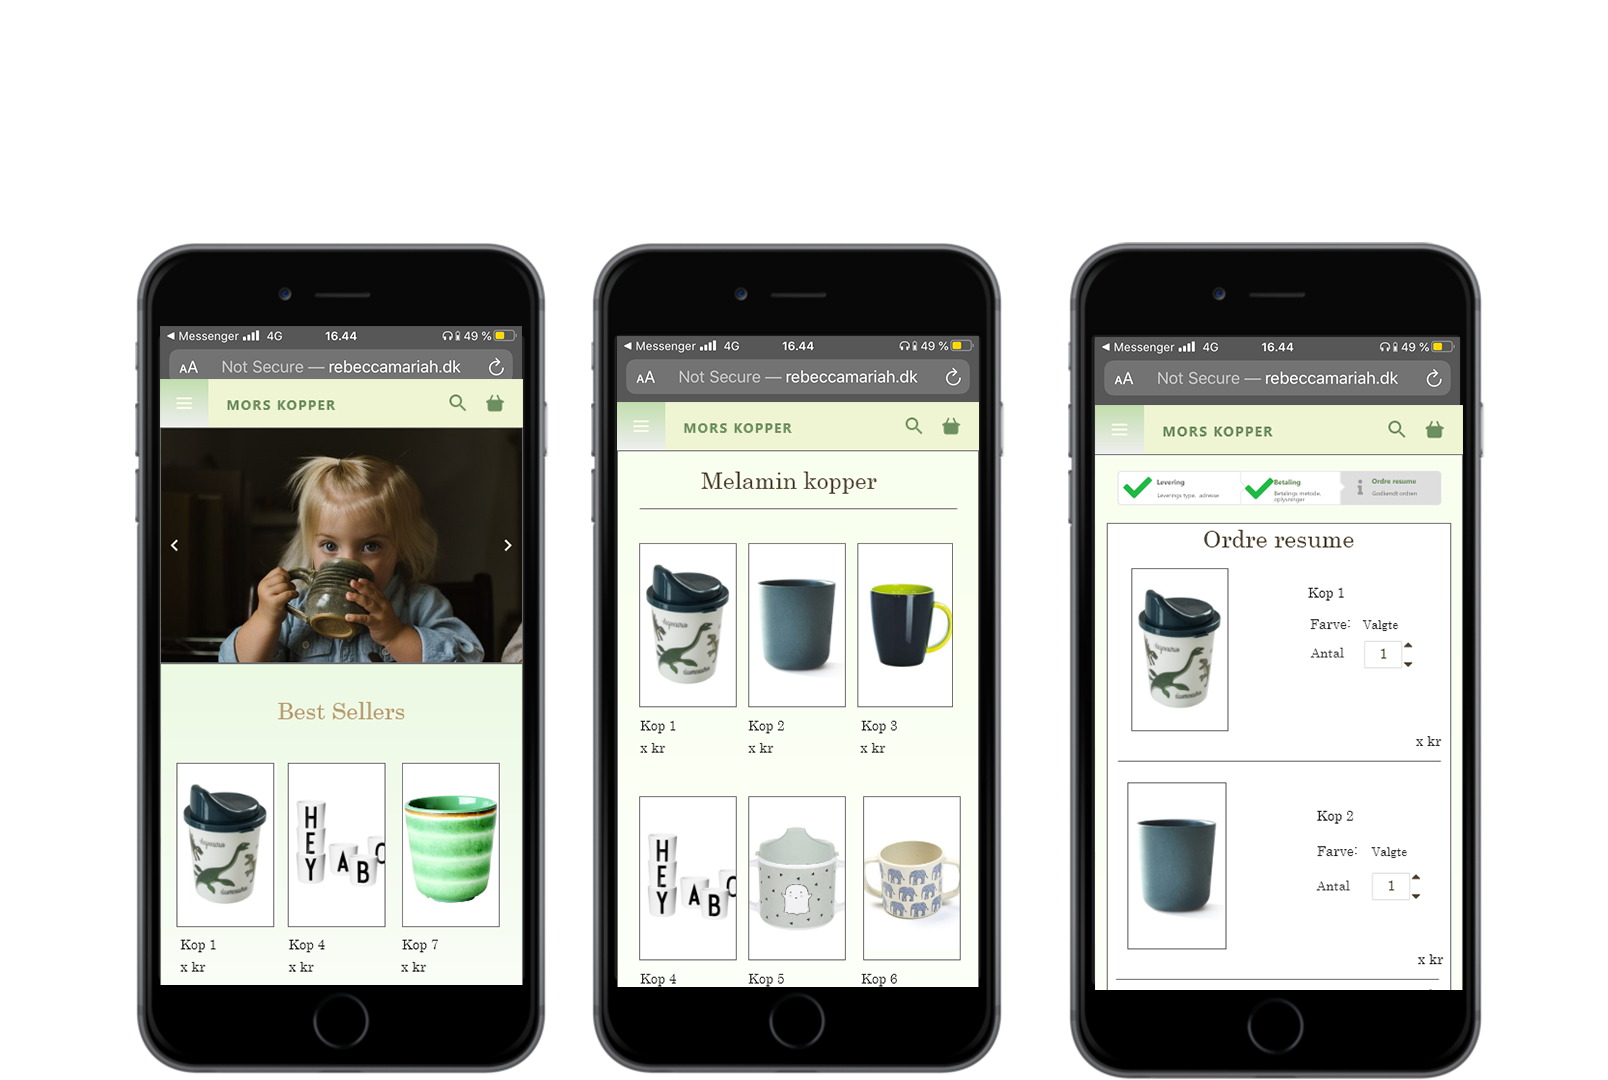 Messenger 4G 16.44 49 %
AA Not Secure — rebeccamariah.dk
MORS KOPPER
Best Sellers
HEY ABC
Kop 1 Kop 4 Kop 7
x kr x kr x kr
Messenger 4G 16.44 49 %
AA Not Secure — rebeccamariah.dk
MORS KOPPER
Melamin kopper
Kop 1 Kop 2 Kop 3
x kr x kr x kr
HEY ABC
Kop 4 Kop 5 Kop 6
Messenger 4G 16.44 49 %
AA Not Secure — rebeccamariah.dk
MORS KOPPER
Levering Betaling Ordre resume
Leverings type, adresse Betalings metode, Godkendt ordren
oplysninger
Ordre resume
Kop 1
Farve: Valgte
Antal 1
x kr
Kop 2
Farve: Valgte
Antal 1
x kr